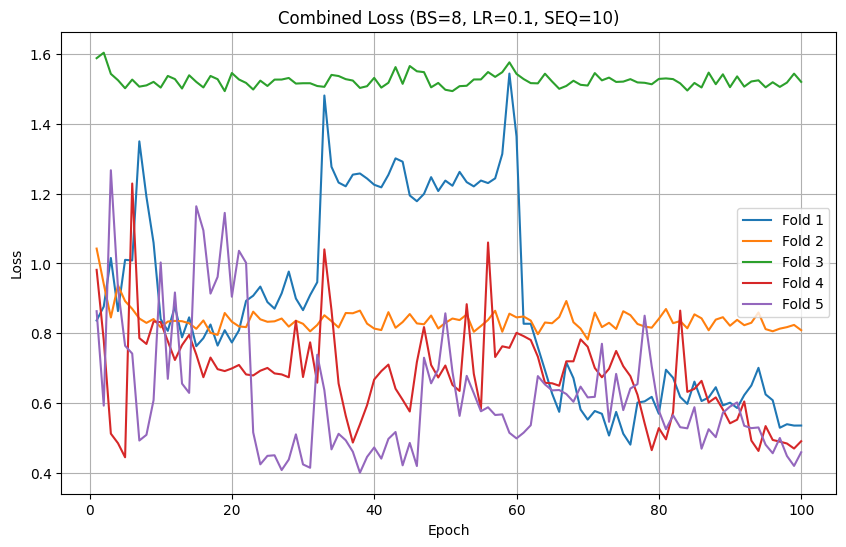 Combined Loss (BS=8, LR=0.1, SEQ=10)
1.6
1.4
1.2
1.0
0.8
0.6
0.4
Loss
Fold 1
Fold 2
Fold 3
Fold 4
Fold 5
0 20 40 60 80 100
Epoch